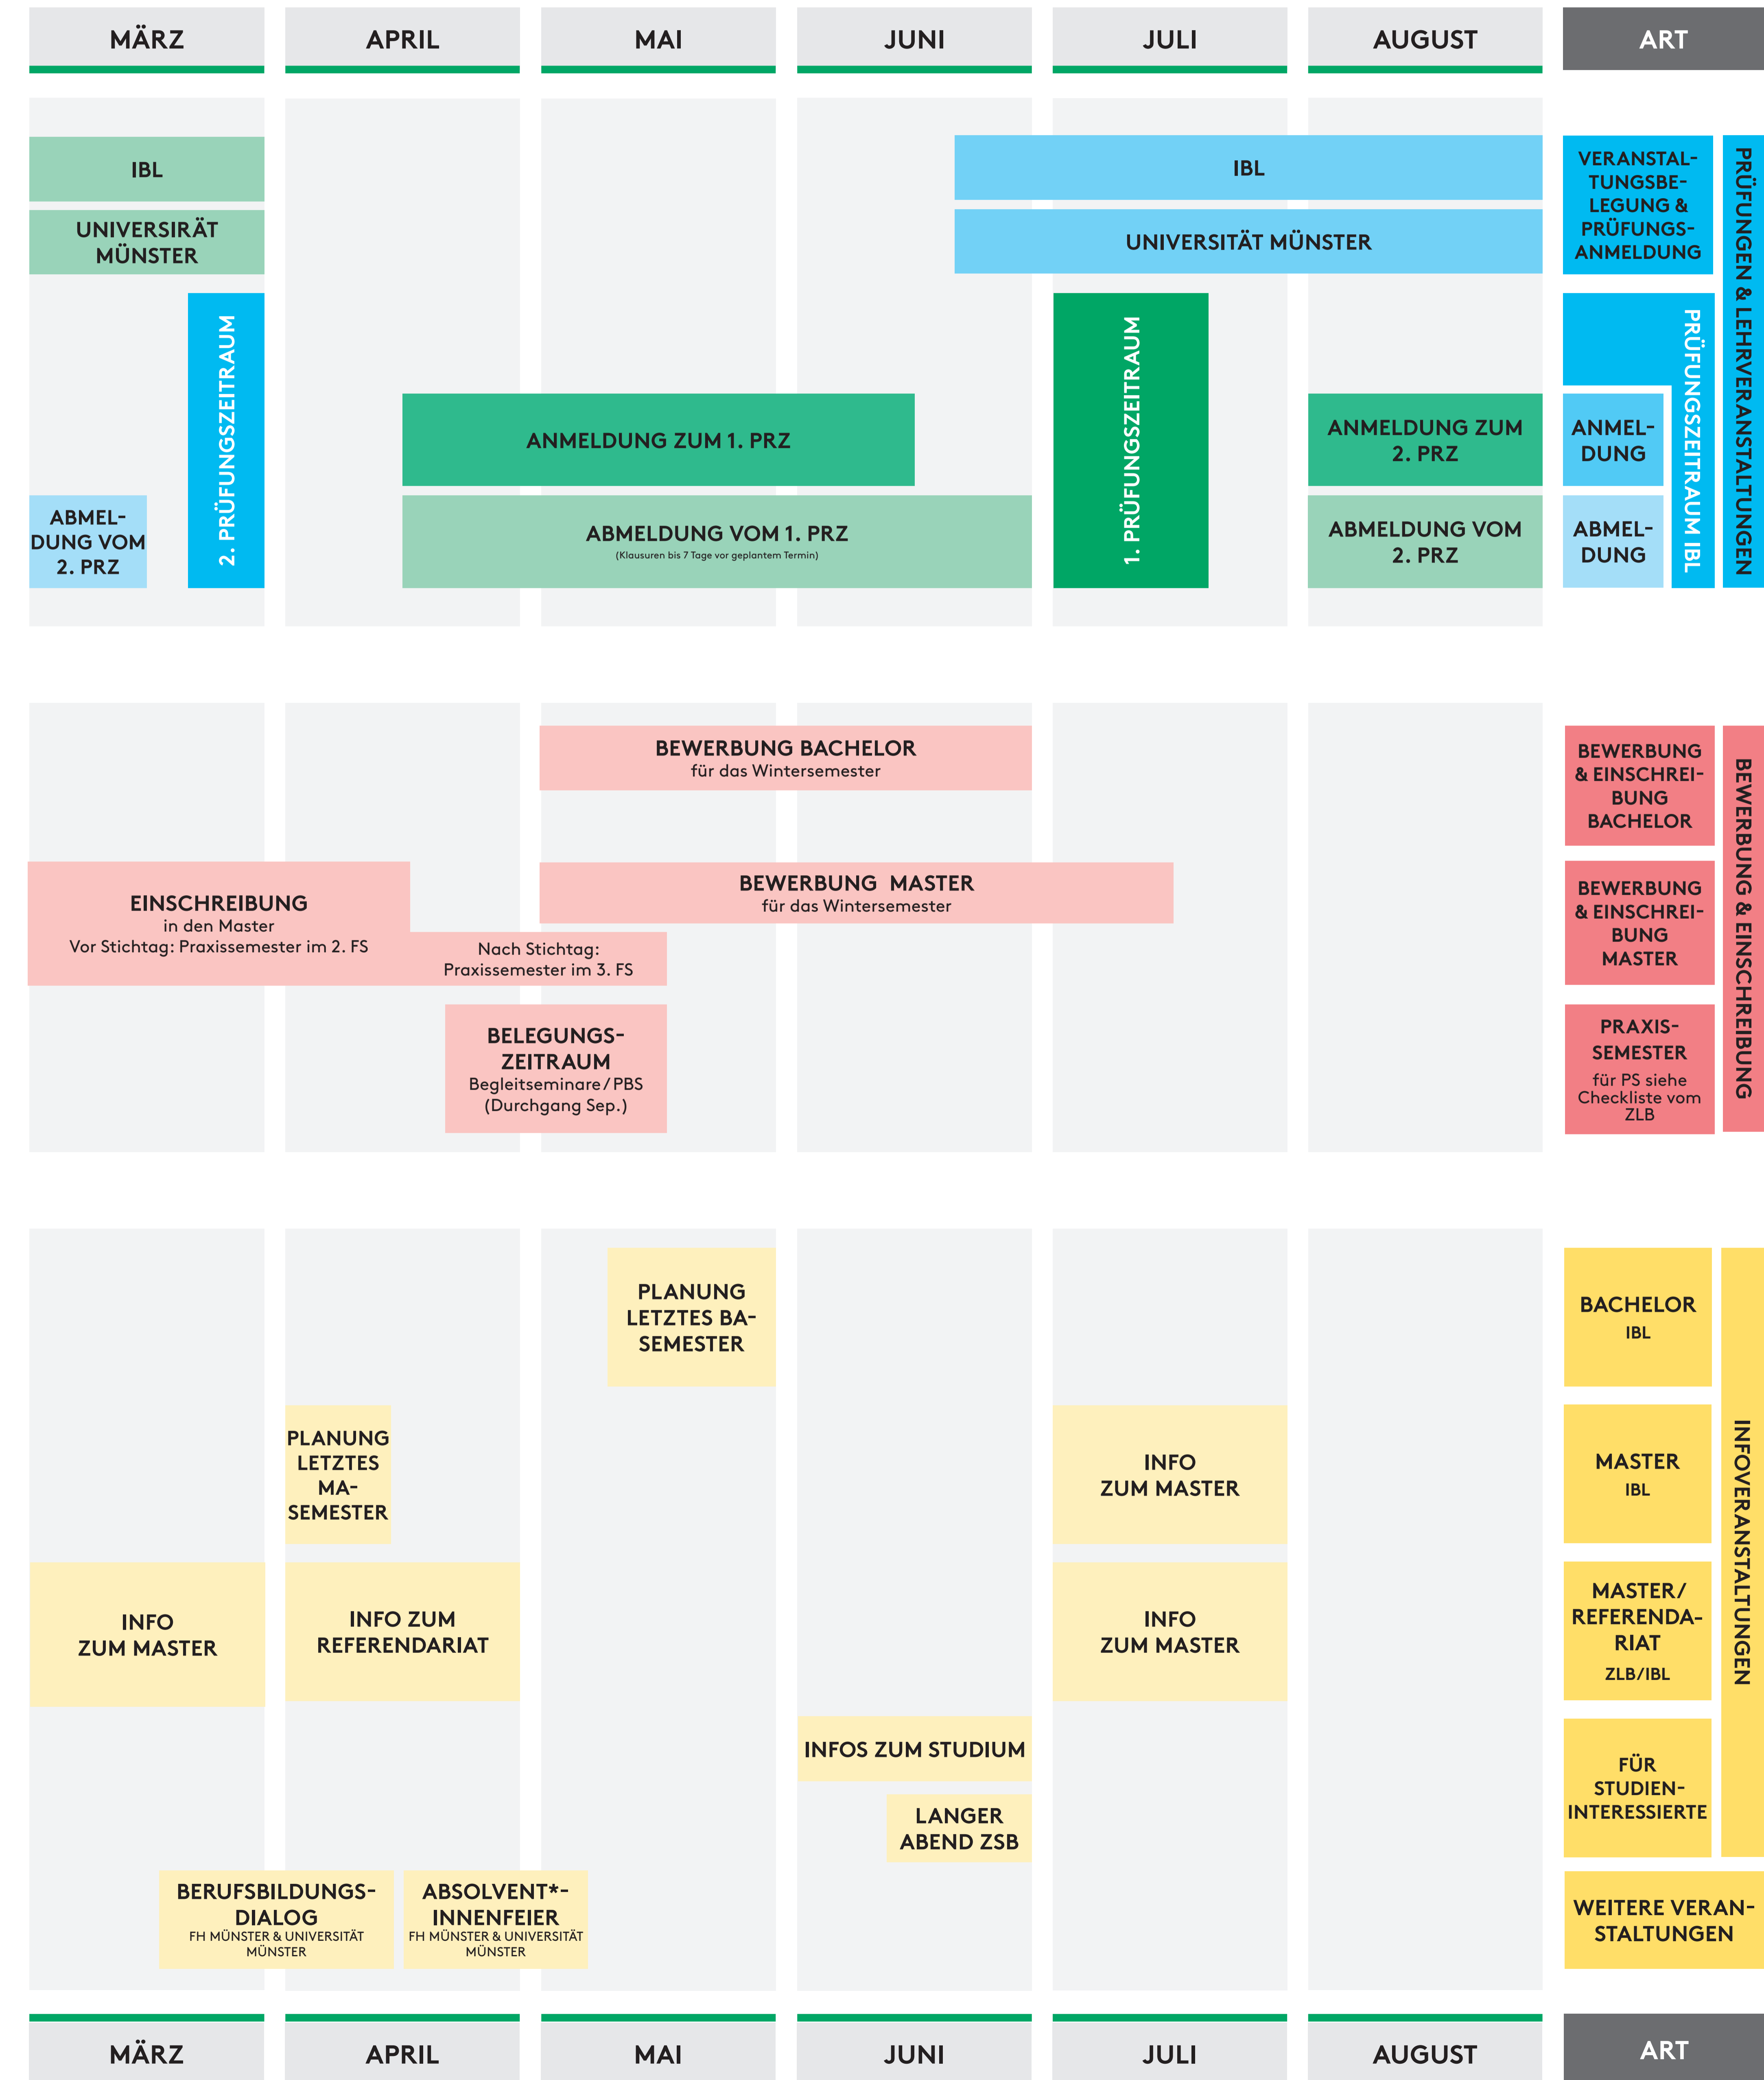 MÄRZ
APRIL
MAI
JUNI
JULI
AUGUST
ART
IBL
IBL
UNIVERSIRÄT
MÜNSTER
UNIVERSITÄT MÜNSTER
VERANSTAL-
TUNGSBE-
LEGUNG &
PRÜFUNGS-
ANMELDUNG
PRÜFUNGEN & LEHRVERANSTALTUNGEN
2. PRÜFUNGSZEITRAUM
1. PRÜFUNGSZEITRAUM
PRÜFUNGSZEITRAUM IBL
ANMELDUNG ZUM 1. PRZ
ANMELDUNG ZUM
2. PRZ
ANMEL-
DUNG
ABMEL-
DUNG VOM
2. PRZ
ABMELDUNG VOM 1. PRZ
(Klausuren bis 7 Tage vor geplantem Termin)
ABMELDUNG VOM
2. PRZ
ABMEL-
DUNG
BEWERBUNG BACHELOR
für das Wintersemester
BEWERBUNG
& EINSCHREI-
BUNG
BACHELOR
BEWERBUNG & EINSCHREIBUNG
EINSCHREIBUNG
in den Master
Vor Stichtag: Praxissemester im 2. FS
Nach Stichtag:
Praxissemester im 3. FS
BEWERBUNG MASTER
für das Wintersemester
BEWERBUNG
& EINSCHREI-
BUNG
MASTER
BELEGUNGS-
ZEITRAUM
Begleitseminare/PBS
(Durchgang Sep.)
PRAXIS-
SEMESTER
für PS siehe
Checkliste vom
ZLB
PLANUNG
LETZTES BA-
SEMESTER
BACHELOR
IBL
INFOVERANSTALTUNGEN
PLANUNG
LETZTES
MA-
SEMESTER
INFO
ZUM MASTER
MASTER
IBL
INFO
ZUM MASTER
INFO ZUM
REFERENDARIAT
INFO
ZUM MASTER
MASTER/
REFERENDA-
RIAT
ZLB/IBL
INFOS ZUM STUDIUM
LANGER
ABEND ZSB
FÜR
STUDIEN-
INTERESSIERTE
BERUFSBILDUNGS-
DIALOG
FH MÜNSTER & UNIVERSITÄT
MÜNSTER
ABSOLVENT*-
INNENFEIER
FH MÜNSTER & UNIVERSITÄT
MÜNSTER
WEITERE VERAN-
STALTUNGEN
MÄRZ
APRIL
MAI
JUNI
JULI
AUGUST
ART